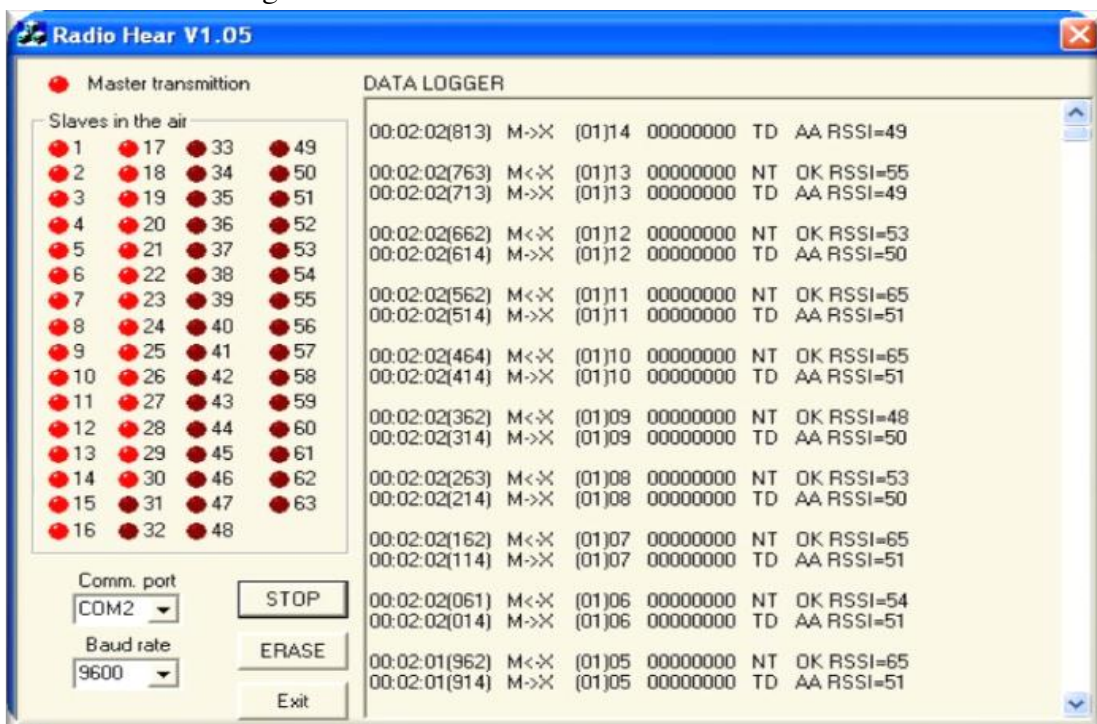 Radio Hear V1.05
Master transmittion
Slaves in the air
1 17 33 49
2 18 34 50
3 19 35 51
4 20 36 52
5 21 37 53
6 22 38 54
7 23 39 55
8 24 40 56
9 25 41 57
10 26 42 58
11 27 43 59
12 28 44 60
13 29 45 61
14 30 46 62
15 31 47 63
16 32 48
Comm. port
COM2
Baud rate
9600
STOP
ERASE
Exit
DATA LOGGER
00:02:02(813) M->X (01)14 00000000 TD AA RSSI=49
00:02:02(763) M<-X (01)13 00000000 NT OK RSSI=55
00:02:02(713) M->X (01)13 00000000 TD AA RSSI=49
00:02:02(662) M<-X (01)12 00000000 NT OK RSSI=53
00:02:02(614) M->X (01)12 00000000 TD AA RSSI=50
00:02:02(562) M<-X (01)11 00000000 NT OK RSSI=65
00:02:02(514) M->X (01)11 00000000 TD AA RSSI=51
00:02:02(464) M<-X (01)10 00000000 NT OK RSSI=65
00:02:02(414) M->X (01)10 00000000 TD AA RSSI=51
00:02:02(362) M<-X (01)09 00000000 NT OK RSSI=48
00:02:02(314) M->X (01)09 00000000 TD AA RSSI=50
00:02:02(263) M<-X (01)08 00000000 NT OK RSSI=53
00:02:02(214) M->X (01)08 00000000 TD AA RSSI=50
00:02:02(162) M<-X (01)07 00000000 NT OK RSSI=65
00:02:02(114) M->X (01)07 00000000 TD AA RSSI=51
00:02:02(061) M<-X (01)06 00000000 NT OK RSSI=54
00:02:02(014) M->X (01)06 00000000 TD AA RSSI=51
00:02:01(962) M<-X (01)05 00000000 NT OK RSSI=65
00:02:01(914) M->X (01)05 00000000 TD AA RSSI=51